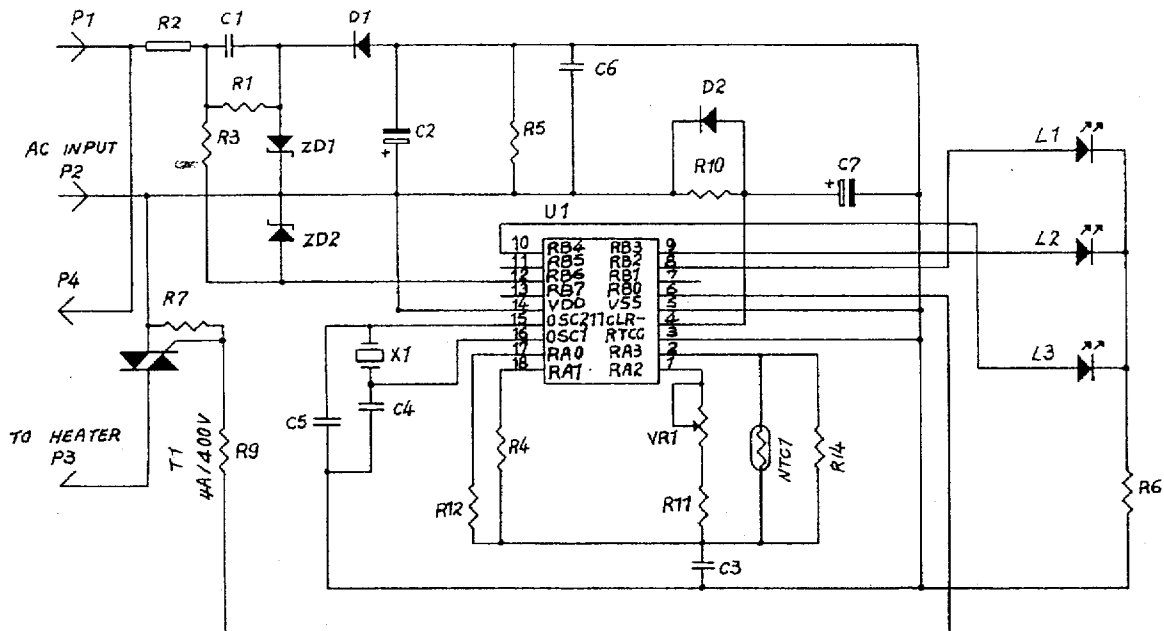 P1
R2
C1
D1
R1
C6
D2
R3
ZD1
C2
R5
L1
AC INPUT
P2
R10
C7
U1
ZD2
L2
10 RB4 RB3 9
11 RB5 RB2 8
12 RB6 RB1 7
13 RB7 RB0 6
14 VDD VSS 5
15 OSC2 MCLR- 4
16 OSC1 RTCC 3
17 RA0 RA3 2
18 RA1 RA2 1
P4
R7
X1
L3
C5
C4
R4
VR1
NTC1
R14
TO HEATER
P3
T1
4A/400V
R9
R12
R11
R6
C3